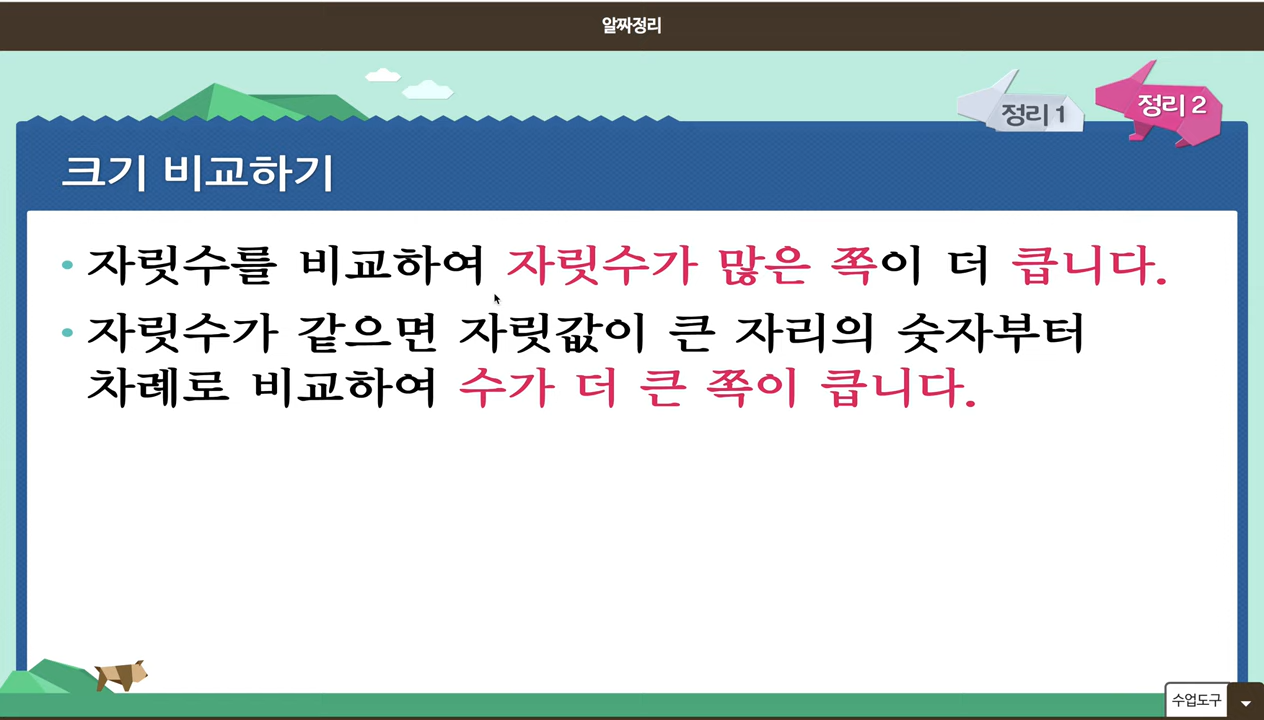 알짜정리
정리 1
정리 2
크기 비교하기
• 자릿수를 비교하여 자릿수가 많은 쪽이 더 큽니다.
• 자릿수가 같으면 자릿값이 큰 자리의 숫자부터
차례로 비교하여 수가 더 큰 쪽이 큽니다.
수업도구